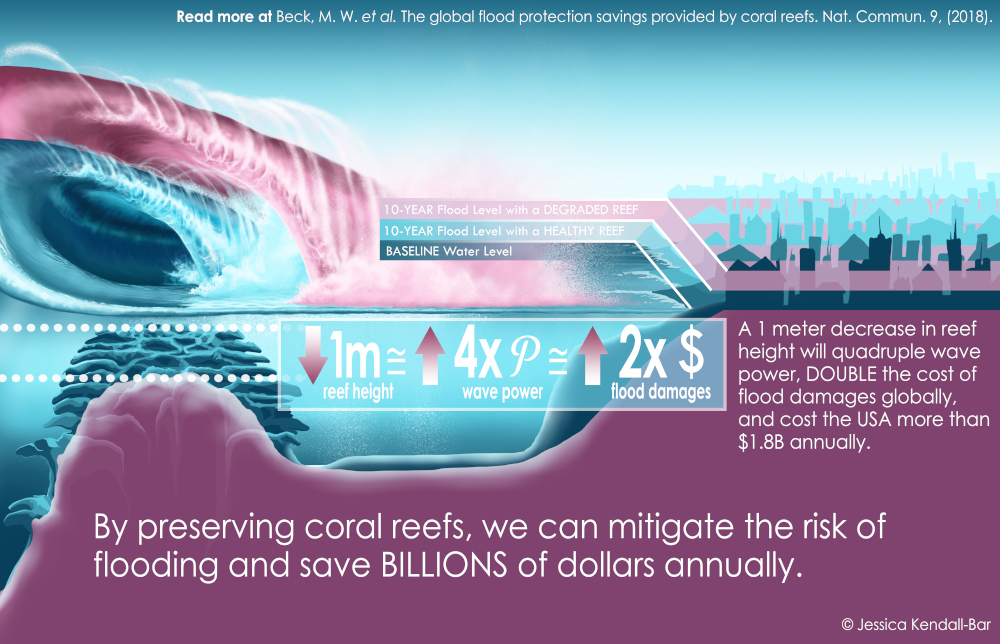 Read more at Beck, M. W. et al. The global flood protection savings provided by coral reefs. Nat. Commun. 9, (2018).
10-YEAR Flood Level with a DEGRADED REEF
10-YEAR Flood Level with a HEALTHY REEF
BASELINE Water Level
1m ≅ 4x P ≅ 2x $
reef height wave power flood damages
A 1 meter decrease in reef
height will quadruple wave
power, DOUBLE the cost of
flood damages globally,
and cost the USA more than
$1.8B annually.
By preserving coral reefs, we can mitigate the risk of
flooding and save BILLIONS of dollars annually.
© Jessica Kendall-Bar